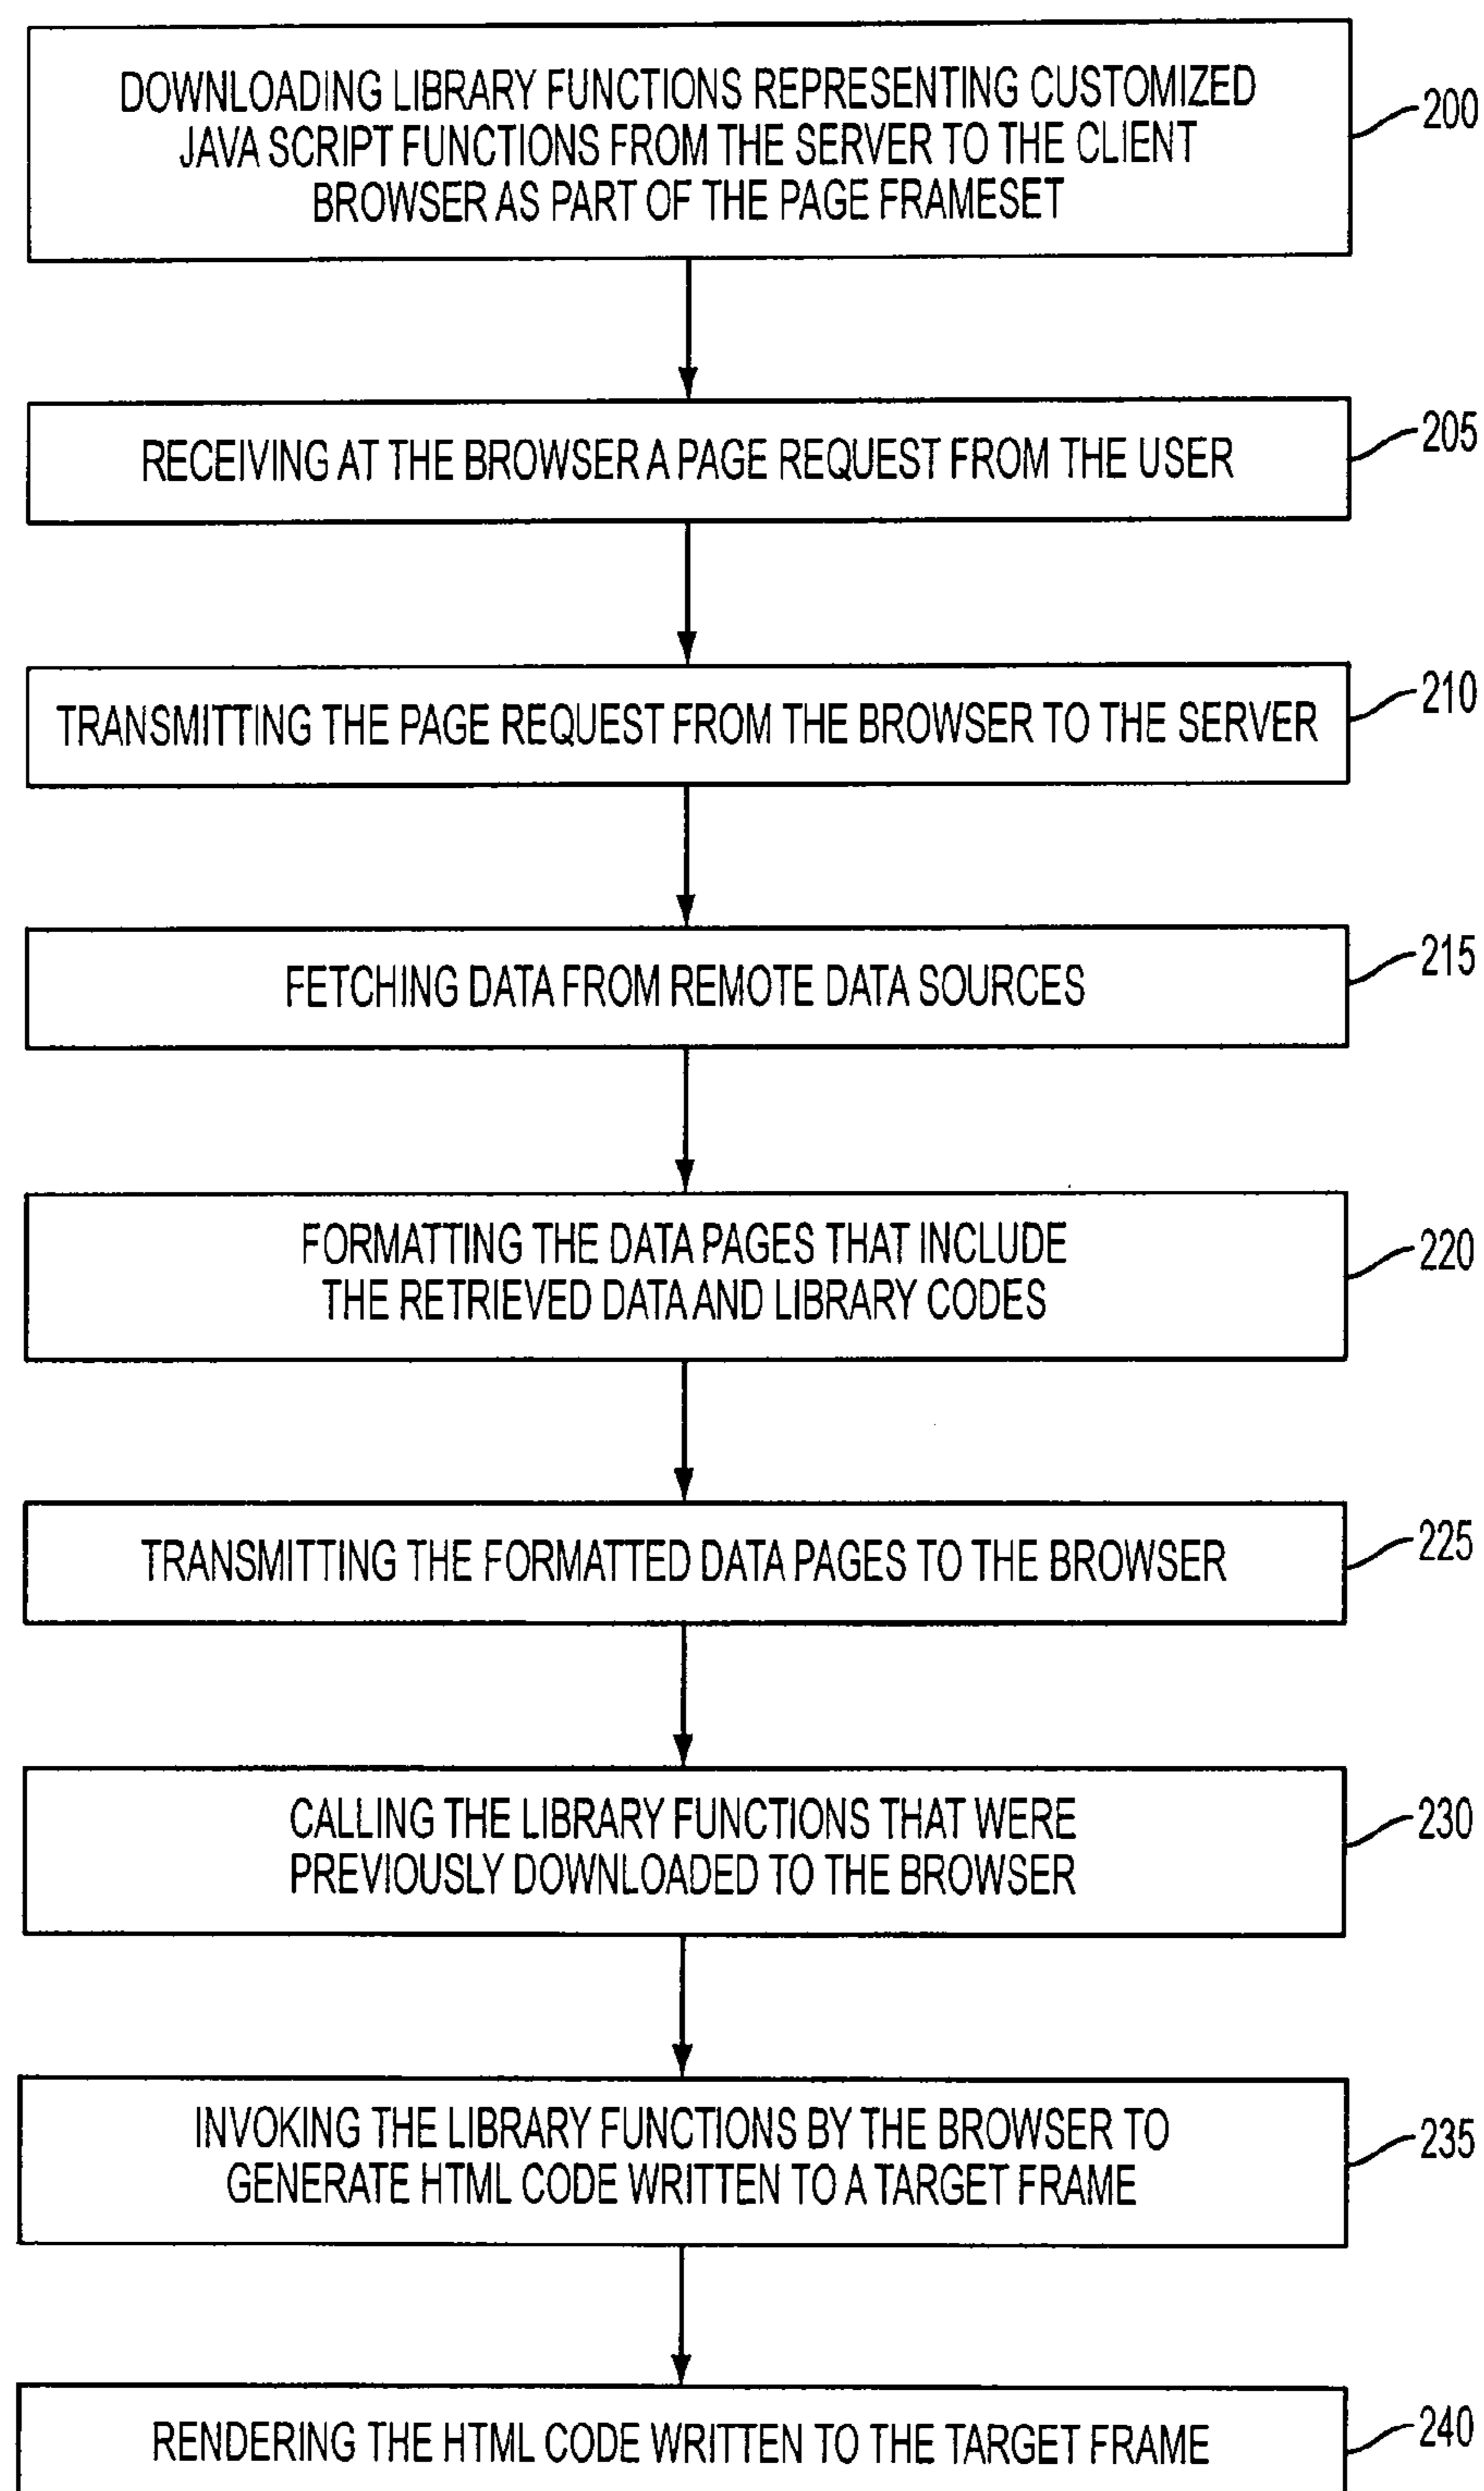 DOWNLOADING LIBRARY FUNCTIONS REPRESENTING CUSTOMIZED
JAVA SCRIPT FUNCTIONS FROM THE SERVER TO THE CLIENT
BROWSER AS PART OF THE PAGE FRAMESET
200
RECEIVING AT THE BROWSER A PAGE REQUEST FROM THE USER
205
TRANSMITTING THE PAGE REQUEST FROM THE BROWSER TO THE SERVER
210
FETCHING DATA FROM REMOTE DATA SOURCES
215
FORMATTING THE DATA PAGES THAT INCLUDE
THE RETRIEVED DATA AND LIBRARY CODES
220
TRANSMITTING THE FORMATTED DATA PAGES TO THE BROWSER
225
CALLING THE LIBRARY FUNCTIONS THAT WERE
PREVIOUSLY DOWNLOADED TO THE BROWSER
230
INVOKING THE LIBRARY FUNCTIONS BY THE BROWSER TO
GENERATE HTML CODE WRITTEN TO A TARGET FRAME
235
RENDERING THE HTML CODE WRITTEN TO THE TARGET FRAME
240